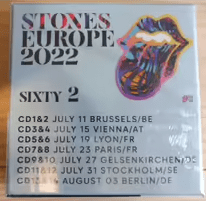 STONES
EUROPE
2022
SIXTY 2
CD1&2 JULY 11 BRUSSELS/BE
CD3&4 JULY 15 VIENNA/AT
CD5&6 JULY 19 LYON/FR
CD7&8 JULY 23 PARIS/FR
CD9&10 JULY 27 GELSENKIRCHEN/DE
CD11&12 JULY 31 STOCKHOLM/SE
CD13&14 AUGUST 03 BERLIN/DE